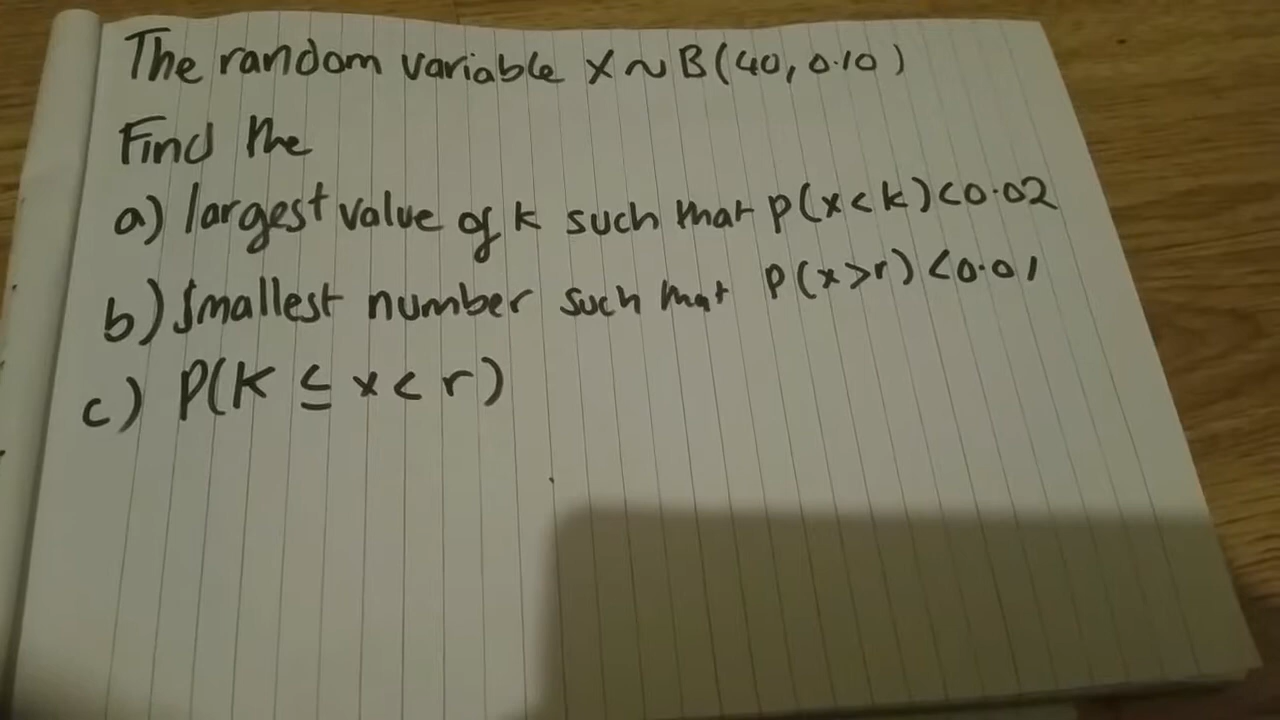 The random variable X ~ B(40, 0.10)
Find the
a) largest value of k such that P(x < k) < 0.02
b) Smallest number such that P(x > r) < 0.01
c) P(K ≤ x < r)